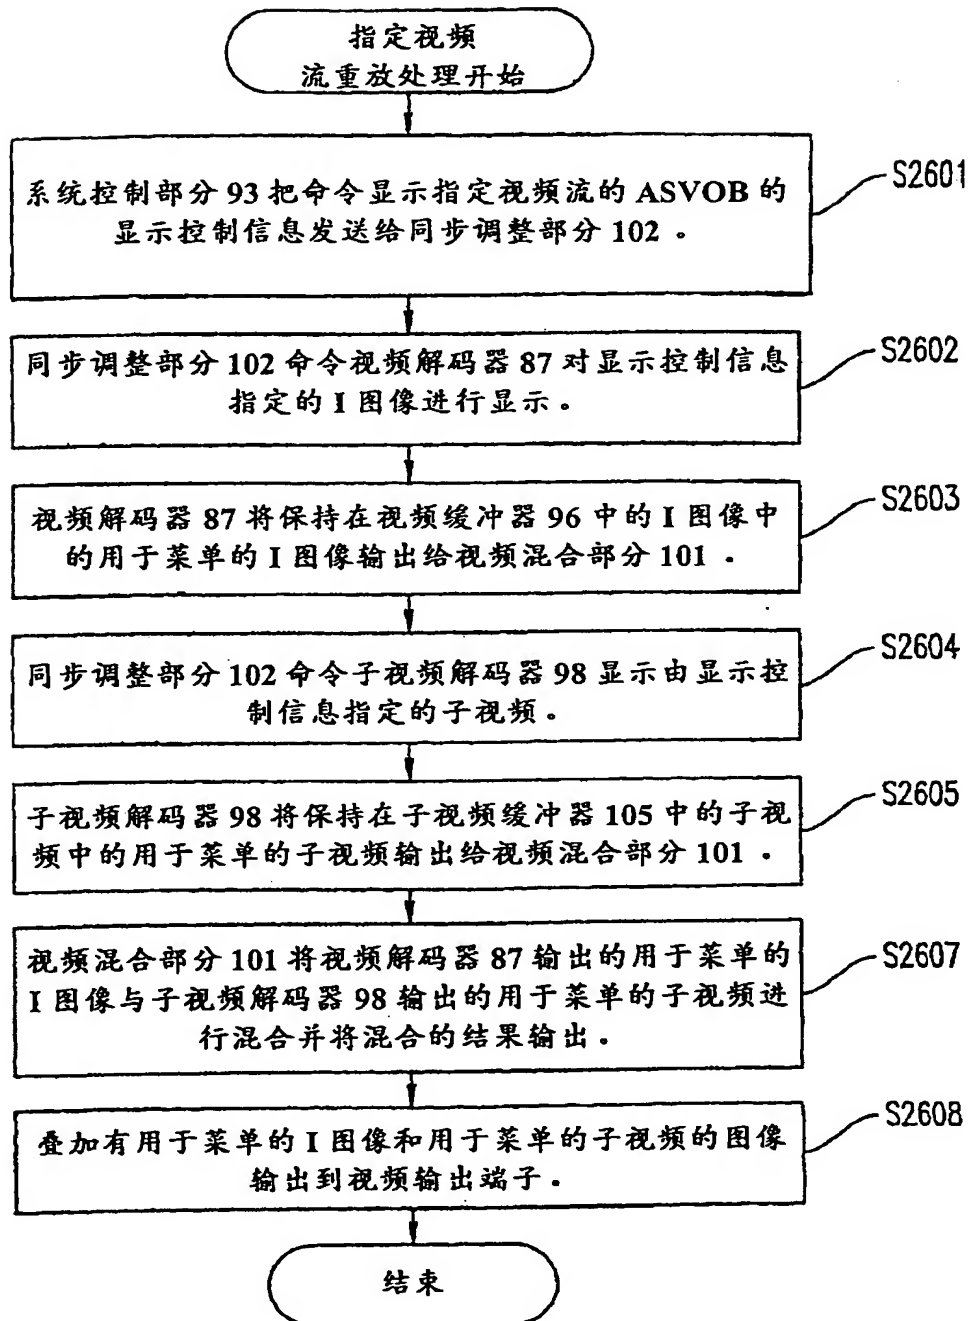 指定视频
流重放处理开始
系统控制部分 93 把命令显示指定视频流的 ASVOB 的
显示控制信息发送给同步调整部分 102 。
S2601
同步调整部分 102 命令视频解码器 87 对显示控制信息
指定的 I 图像进行显示。
S2602
视频解码器 87 将保持在视频缓冲器 96 中的 I 图像中
的用于菜单的 I 图像输出给视频混合部分 101 。
S2603
同步调整部分 102 命令子视频解码器 98 显示由显示控
制信息指定的子视频。
S2604
子视频解码器 98 将保持在子视频缓冲器 105 中的子视
频中的用于菜单的子视频输出给视频混合部分 101 。
S2605
视频混合部分 101 将视频解码器 87 输出的用于菜单的
I 图像与子视频解码器 98 输出的用于菜单的子视频进
行混合并将混合的结果输出。
S2607
叠加有用于菜单的 I 图像和用于菜单的子视频的图像
输出到视频输出端子。
S2608
结束